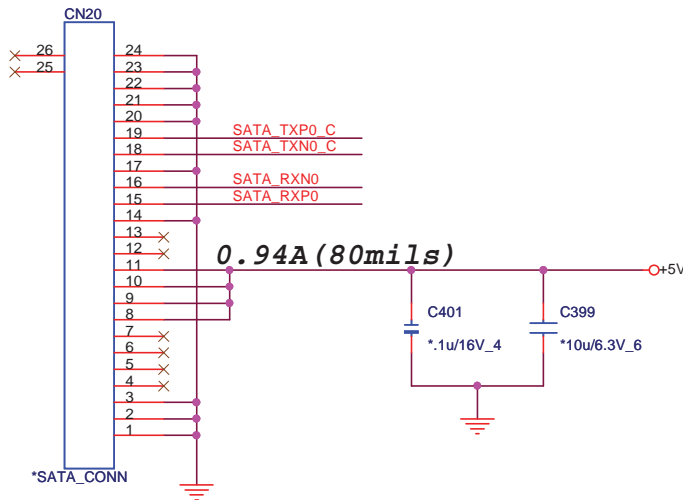 CN20
26
25
24
23
22
21
20
19
SATA_TXP0_C
18
SATA_TXN0_C
17
16
SATA_RXN0
15
SATA_RXP0
14
13
12
0.94A(80mils)
11
+5V
10
9
8
C401
C399
7
*.1u/16V_4
*10u/6.3V_6
6
5
4
3
2
1
*SATA_CONN